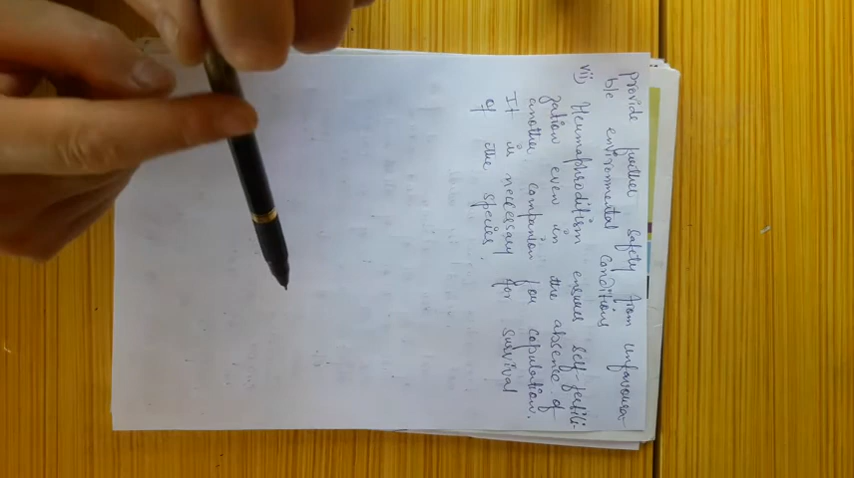 provide further safety from unfavoura-
ble environmental conditions
vii) Hermaphroditism ensures self-fertili-
zation even in the absence of
another companion for copulation.
It is necessary for survival
of the species.